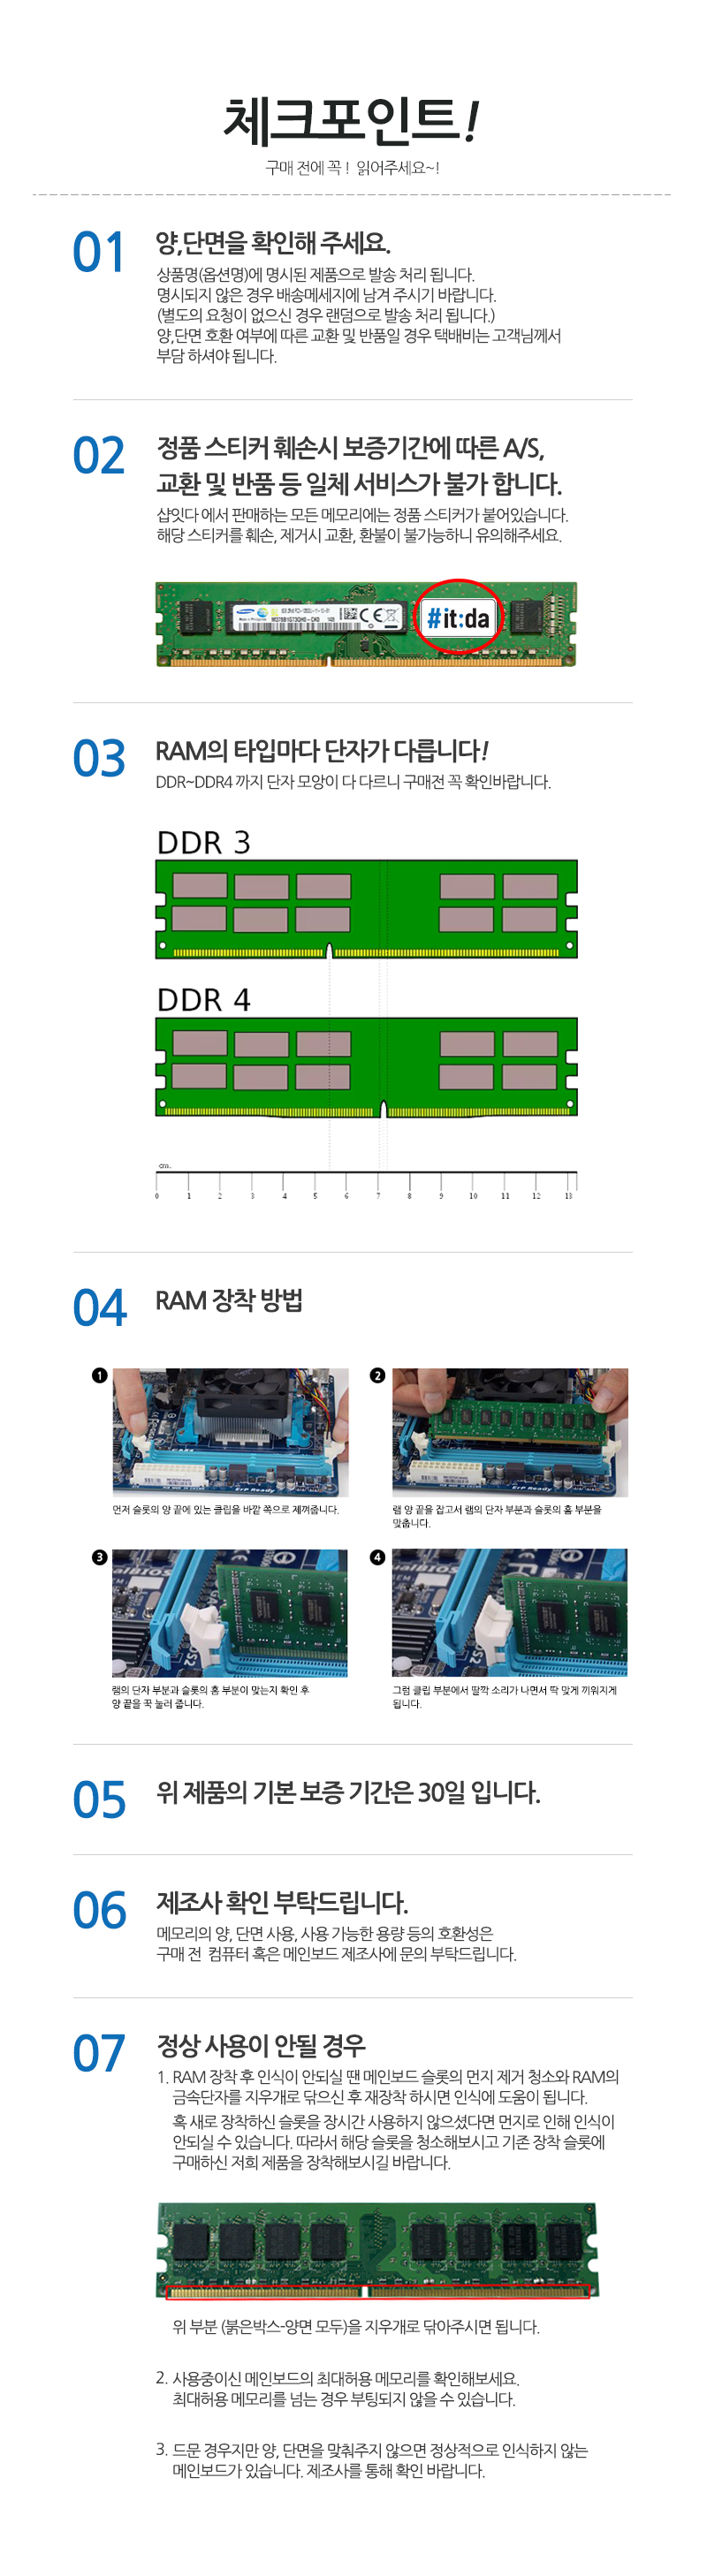 체크포인트!
구매 전에 꼭 ! 읽어주세요~!
01 양,단면을 확인해 주세요.
상품명(옵션명)에 명시된 제품으로 발송 처리 됩니다.
명시되지 않은 경우 배송메세지에 남겨 주시기 바랍니다.
(별도의 요청이 없으신 경우 랜덤으로 발송 처리 됩니다.)
양,단면 호환 여부에 따른 교환 및 반품일 경우 택배비는 고객님께서
부담 하셔야 됩니다.
02 정품 스티커 훼손시 보증기간에 따른 A/S,
교환 및 반품 등 일체 서비스가 불가 합니다.
샵잇다 에서 판매하는 모든 메모리에는 정품 스티커가 붙어있습니다.
해당 스티커를 훼손, 제거시 교환, 환불이 불가능하니 유의해주세요.
#it:da
03 RAM의 타입마다 단자가 다릅니다!
DDR~DDR4 까지 단자 모양이 다 다르니 구매전 꼭 확인바랍니다.
DDR 3
DDR 4
cm.
0 1 2 3 4 5 6 7 8 9 10 11 12 13
04 RAM 장착 방법
1
2
ErP Ready
ErP Ready
먼저 슬롯의 양 끝에 있는 클립을 바깥 쪽으로 제껴줍니다.
램 양 끝을 잡고서 램의 단자 부분과 슬롯의 홈 부분을
맞춥니다.
3
4
램의 단자 부분과 슬롯의 홈 부분이 맞는지 확인 후
양 끝을 꾹 눌러 줍니다.
그럼 클립 부분에서 딸깍 소리가 나면서 딱 맞게 끼워지게
됩니다.
05 위 제품의 기본 보증 기간은 30일 입니다.
06 제조사 확인 부탁드립니다.
메모리의 양, 단면 사용, 사용 가능한 용량 등의 호환성은
구매 전 컴퓨터 혹은 메인보드 제조사에 문의 부탁드립니다.
07 정상 사용이 안될 경우
1. RAM 장착 후 인식이 안되실 땐 메인보드 슬롯의 먼지 제거 청소와 RAM의
금속단자를 지우개로 닦으신 후 재장착 하시면 인식에 도움이 됩니다.
혹 새로 장착하신 슬롯을 장시간 사용하지 않으셨다면 먼지로 인해 인식이
안되실 수 있습니다. 따라서 해당 슬롯을 청소해보시고 기존 장착 슬롯에
구매하신 저희 제품을 장착해보시길 바랍니다.
위 부분 (붉은박스-양면 모두)을 지우개로 닦아주시면 됩니다.
2. 사용중이신 메인보드의 최대허용 메모리를 확인해보세요.
최대허용 메모리를 넘는 경우 부팅되지 않을 수 있습니다.
3. 드문 경우지만 양, 단면을 맞춰주지 않으면 정상적으로 인식하지 않는
메인보드가 있습니다. 제조사를 통해 확인 바랍니다.